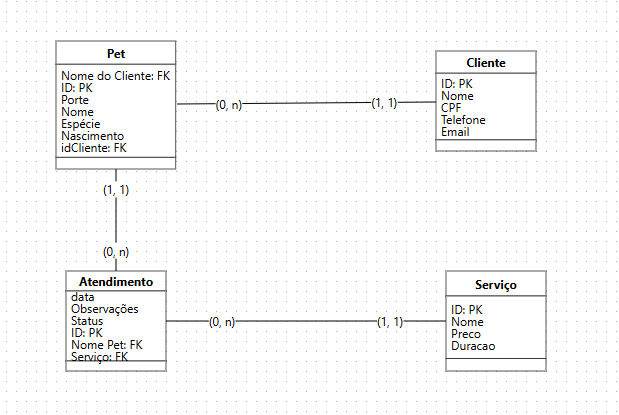 Pet
Nome do Cliente: FK
ID: PK
Porte
Nome
Espécie
Nascimento
idCliente: FK
(0, n)
(1, 1)
Cliente
ID: PK
Nome
CPF
Telefone
Email
(1, 1)
(0, n)
Atendimento
data
Observações
Status
ID: PK
Nome Pet: FK
Serviço: FK
(0, n)
(1, 1)
Serviço
ID: PK
Nome
Preco
Duracao